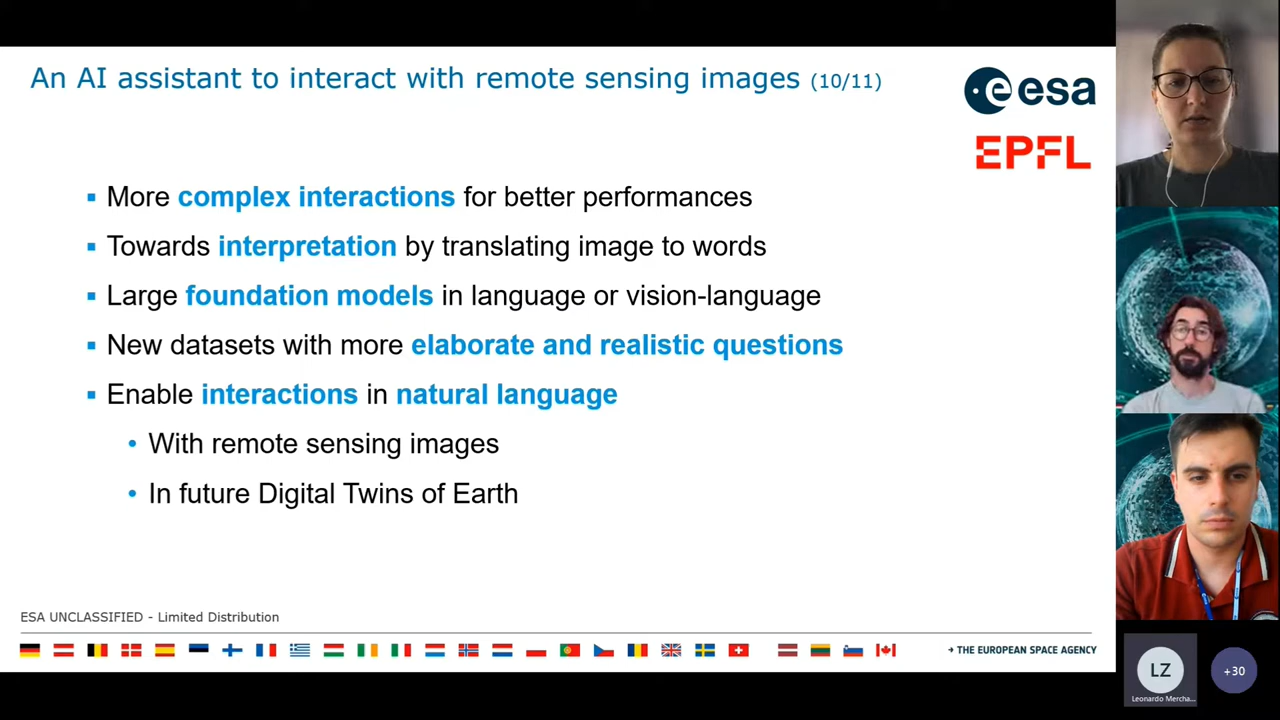 An AI assistant to interact with remote sensing images (10/11)
esa
EPFL
More complex interactions for better performances
Towards interpretation by translating image to words
Large foundation models in language or vision-language
New datasets with more elaborate and realistic questions
Enable interactions in natural language
With remote sensing images
In future Digital Twins of Earth
ESA UNCLASSIFIED - Limited Distribution
→ THE EUROPEAN SPACE AGENCY
LZ
+30
Leonardo Mercha...